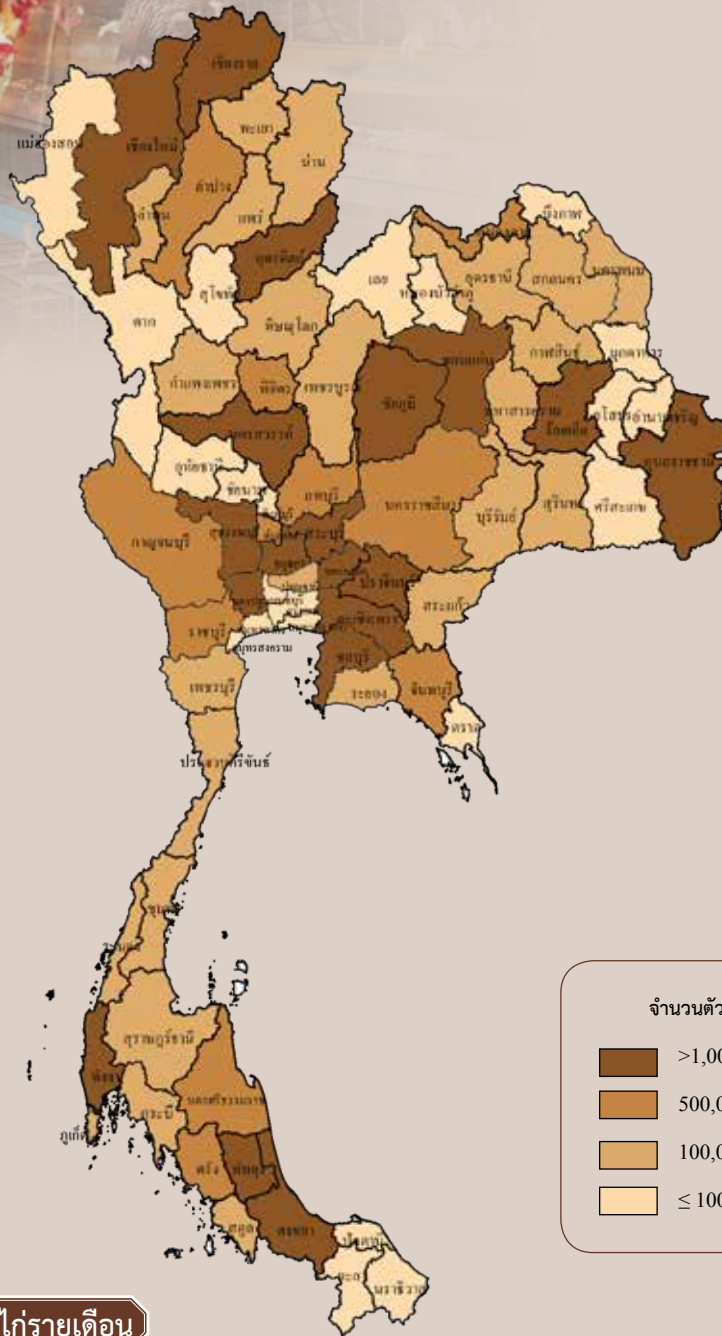 เชียงราย
แม่ฮ่องสอน
เชียงใหม่
พะเยา
น่าน
ลำปาง
ลำพูน
แพร่
บึงกาฬ
อุตรดิตถ์
เลย
อุดรธานี
สกลนคร
นครพนม
สุโขทัย
หนองบัวลำภู
ตาก
พิษณุโลก
ขอนแก่น
กาฬสินธุ์
มุกดาหาร
กำแพงเพชร
พิจิตร
เพชรบูรณ์
ชัยภูมิ
มหาสารคาม
ร้อยเอ็ด
ยโสธร
อำนาจเจริญ
นครสวรรค์
อุบลราชธานี
อุทัยธานี
ชัยนาท
ลพบุรี
นครราชสีมา
บุรีรัมย์
สุรินทร์
ศรีสะเกษ
กาญจนบุรี
สุพรรณบุรี
สระบุรี
ปราจีนบุรี
สระแก้ว
ฉะเชิงเทรา
ราชบุรี
สมุทรสงคราม
ชลบุรี
เพชรบุรี
ระยอง
จันทบุรี
ตราด
ประจวบคีรีขันธ์
ชุมพร
ระนอง
สุราษฎร์ธานี
พังงา
นครศรีธรรมราช
กระบี่
ภูเก็ต
ตรัง
พัทลุง
สตูล
สงขลา
ปัตตานี
ยะลา
นราธิวาส
จำนวนตัว
>1,00
500,0
100,0
≤ 100
ไก่รายเดือน